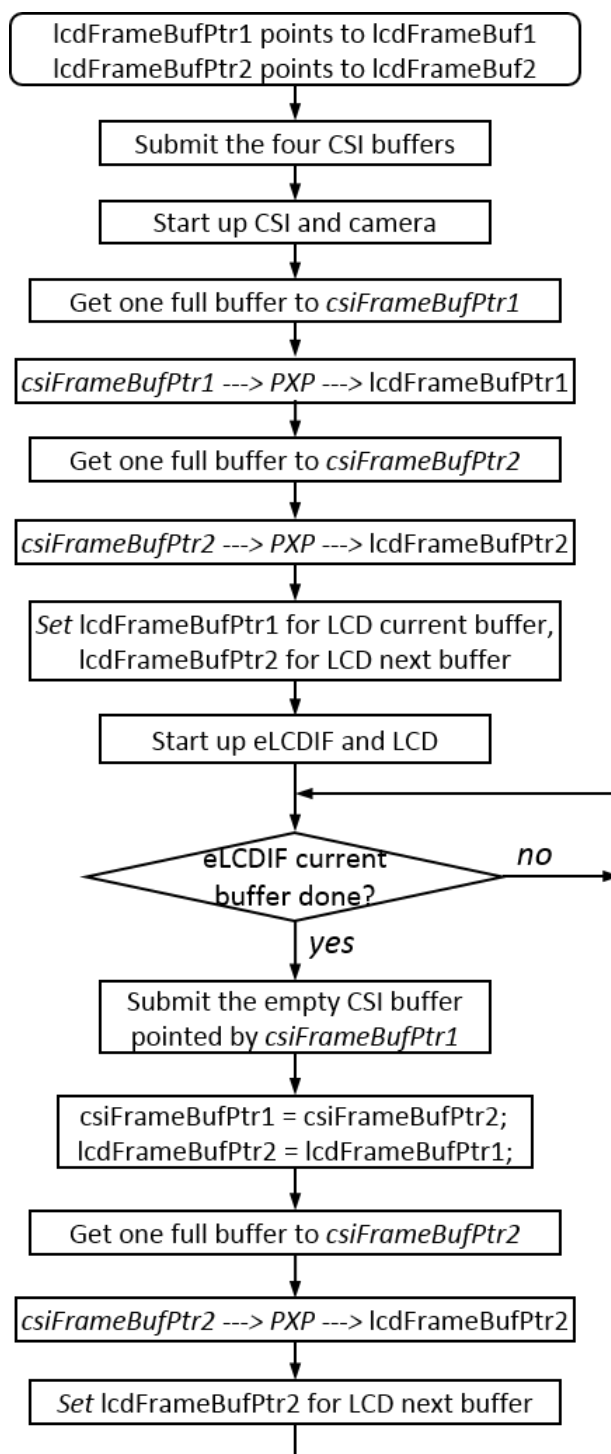 lcdFrameBufPtr1 points to lcdFrameBuf1
lcdFrameBufPtr2 points to lcdFrameBuf2
Submit the four CSI buffers
Start up CSI and camera
Get one full buffer to csiFrameBufPtr1
csiFrameBufPtr1 ---> PXP ---> lcdFrameBufPtr1
Get one full buffer to csiFrameBufPtr2
csiFrameBufPtr2 ---> PXP ---> lcdFrameBufPtr2
Set lcdFrameBufPtr1 for LCD current buffer,
lcdFrameBufPtr2 for LCD next buffer
Start up eLCDIF and LCD
eLCDIF current
buffer done?
no
yes
Submit the empty CSI buffer
pointed by csiFrameBufPtr1
csiFrameBufPtr1 = csiFrameBufPtr2;
lcdFrameBufPtr2 = lcdFrameBufPtr1;
Get one full buffer to csiFrameBufPtr2
csiFrameBufPtr2 ---> PXP ---> lcdFrameBufPtr2
Set lcdFrameBufPtr2 for LCD next buffer